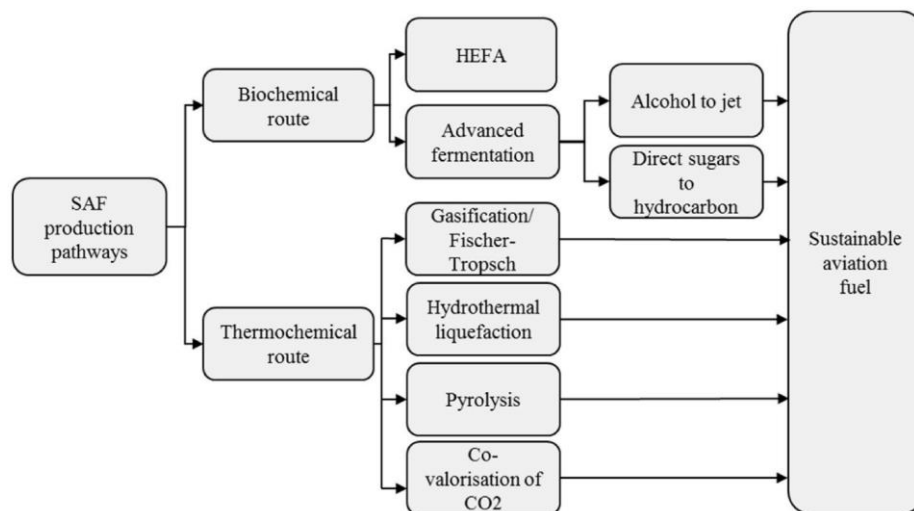 SAF
production
pathways
Biochemical
route
Thermochemical
route
HEFA
Advanced
fermentation
Alcohol to jet
Direct sugars
to
hydrocarbon
Gasification/
Fischer-
Tropsch
Hydrothermal
liquefaction
Pyrolysis
Co-
valorisation of
CO2
Sustainable
aviation
fuel